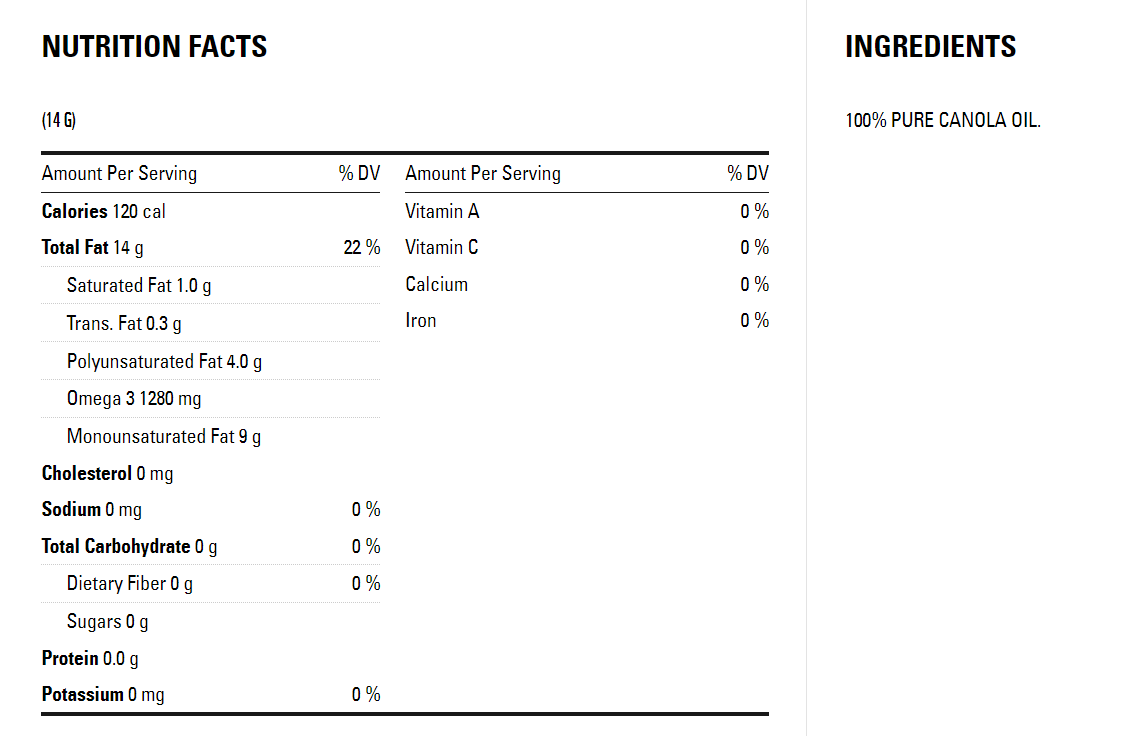 NUTRITION FACTS
(14 G)
Amount Per Serving % DV
Calories 120 cal
Total Fat 14 g 22 %
Saturated Fat 1.0 g
Trans. Fat 0.3 g
Polyunsaturated Fat 4.0 g
Omega 3 1280 mg
Monounsaturated Fat 9 g
Cholesterol 0 mg
Sodium 0 mg 0 %
Total Carbohydrate 0 g 0 %
Dietary Fiber 0 g 0 %
Sugars 0 g
Protein 0.0 g
Potassium 0 mg 0 %
Amount Per Serving % DV
Vitamin A 0 %
Vitamin C 0 %
Calcium 0 %
Iron 0 %
INGREDIENTS
100% PURE CANOLA OIL.